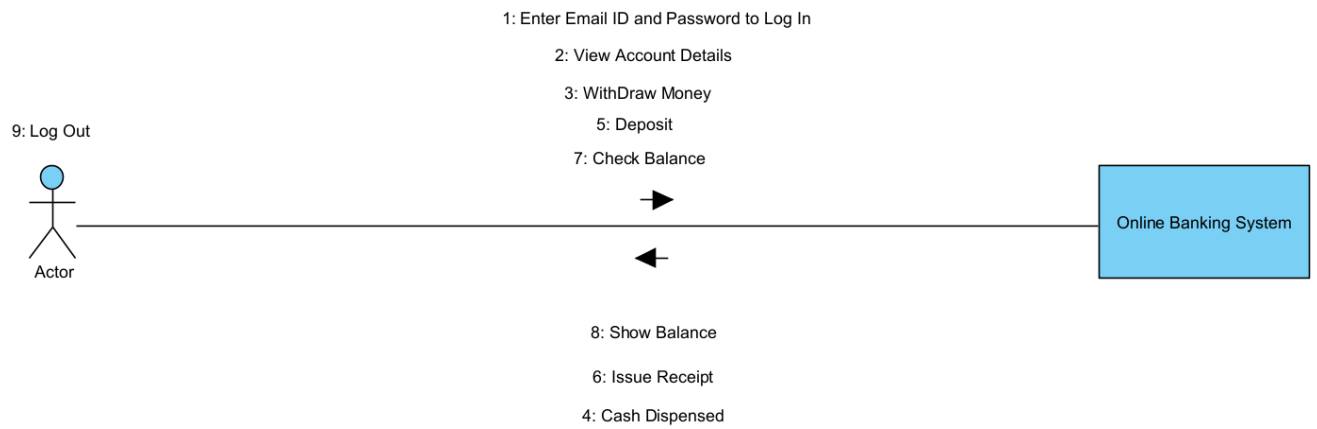 1: Enter Email ID and Password to Log In
2: View Account Details
3: WithDraw Money
5: Deposit
9: Log Out
7: Check Balance
Online Banking System
Actor
8: Show Balance
6: Issue Receipt
4: Cash Dispensed